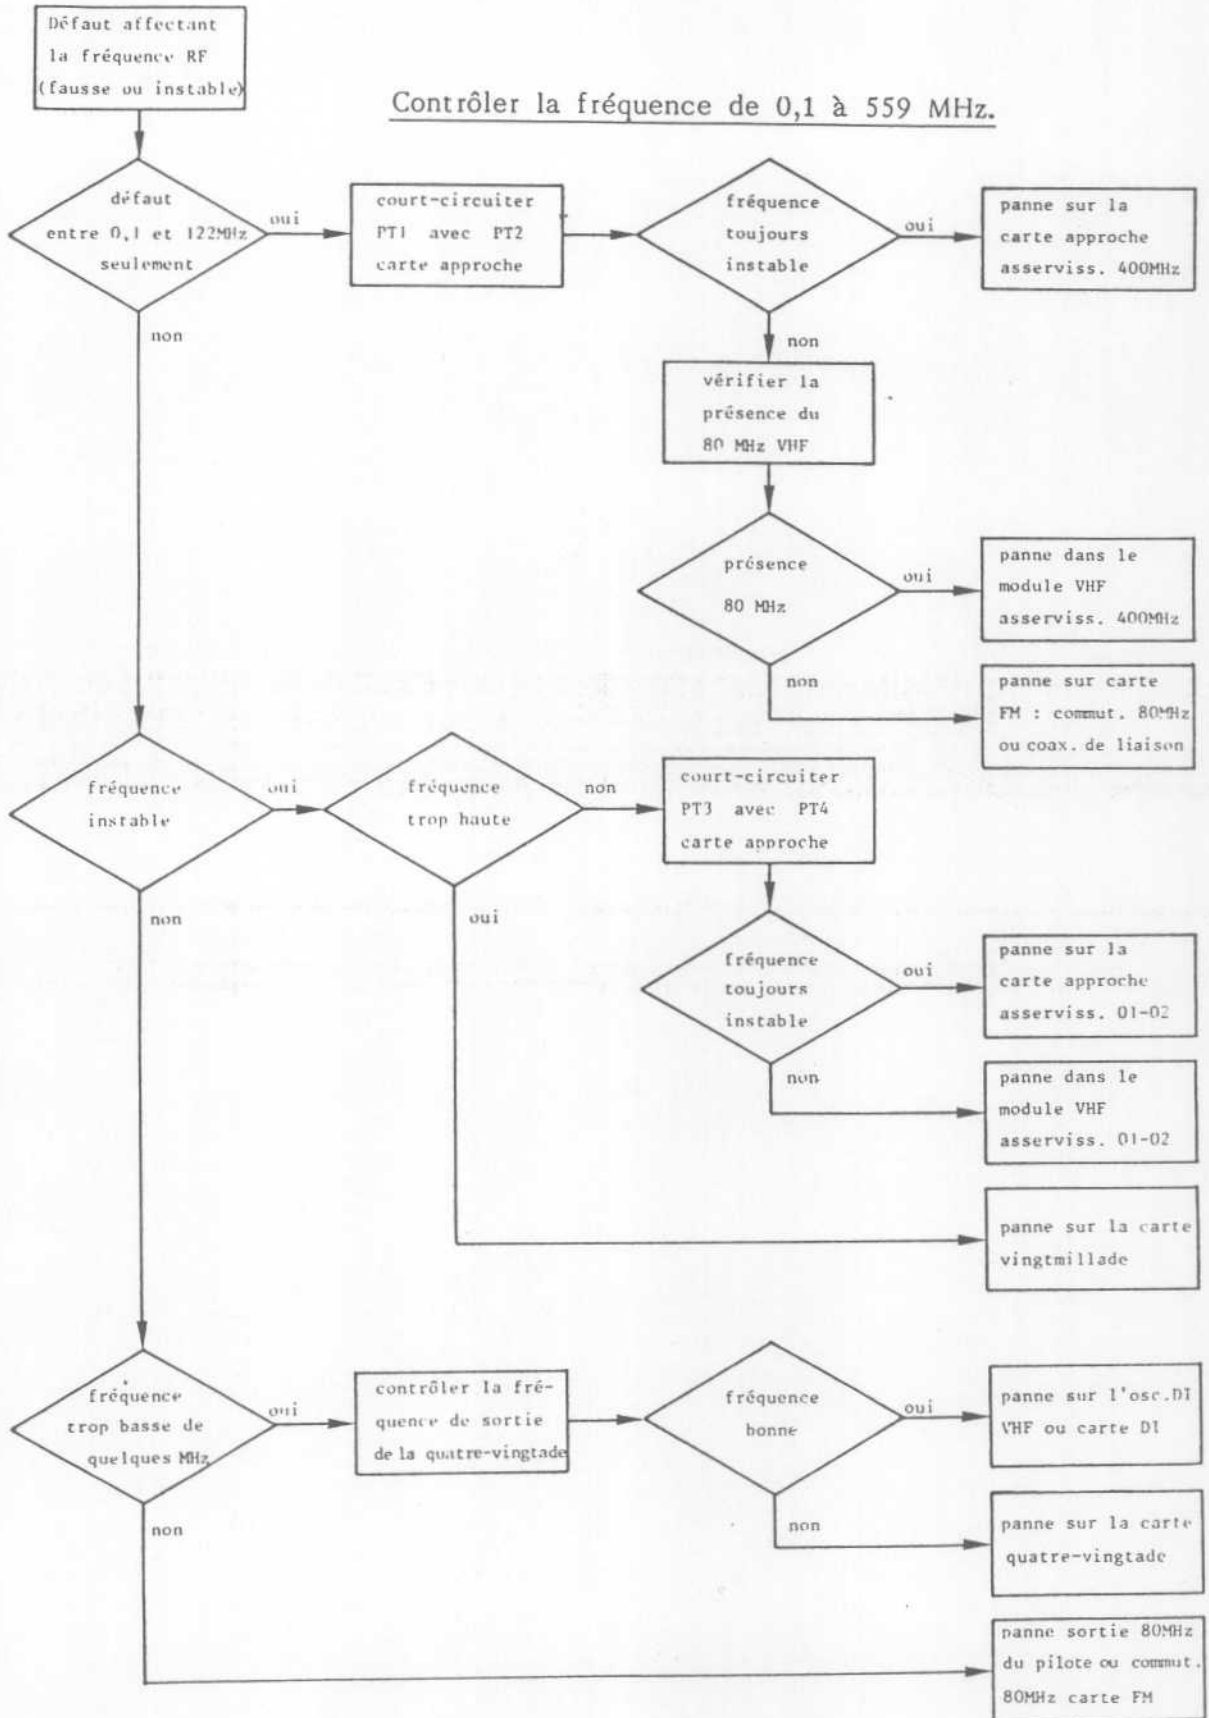 Défaut affectant
la fréquence RF
(fausse ou instable)
Contrôler la fréquence de 0,1 à 559 MHz.
défaut
entre 0,1 et 122MHz
seulement
oui
court-circuiter
PT1 avec PT2
carte approche
fréquence
toujours
instable
oui
panne sur la
carte approche
asserviss. 400MHz
non
non
vérifier la
présence du
80 MHz VHF
présence
80 MHz
oui
panne dans le
module VHF
asserviss. 400MHz
non
panne sur carte
FM : commut. 80MHz
ou coax. de liaison
fréquence
instable
oui
fréquence
trop haute
non
court-circuiter
PT3 avec PT4
carte approche
non
oui
fréquence
toujours
instable
oui
panne sur la
carte approche
asserviss. 01-02
non
panne dans le
module VHF
asserviss. 01-02
panne sur la carte
vingtmillade
fréquence
trop basse de
quelques MHz
oui
contrôler la fré-
quence de sortie
de la quatre-vingtade
fréquence
bonne
oui
panne sur l'osc.DI
VHF ou carte DI
non
non
panne sur la carte
quatre-vingtade
panne sortie 80MHz
du pilote ou commut.
80MHz carte FM